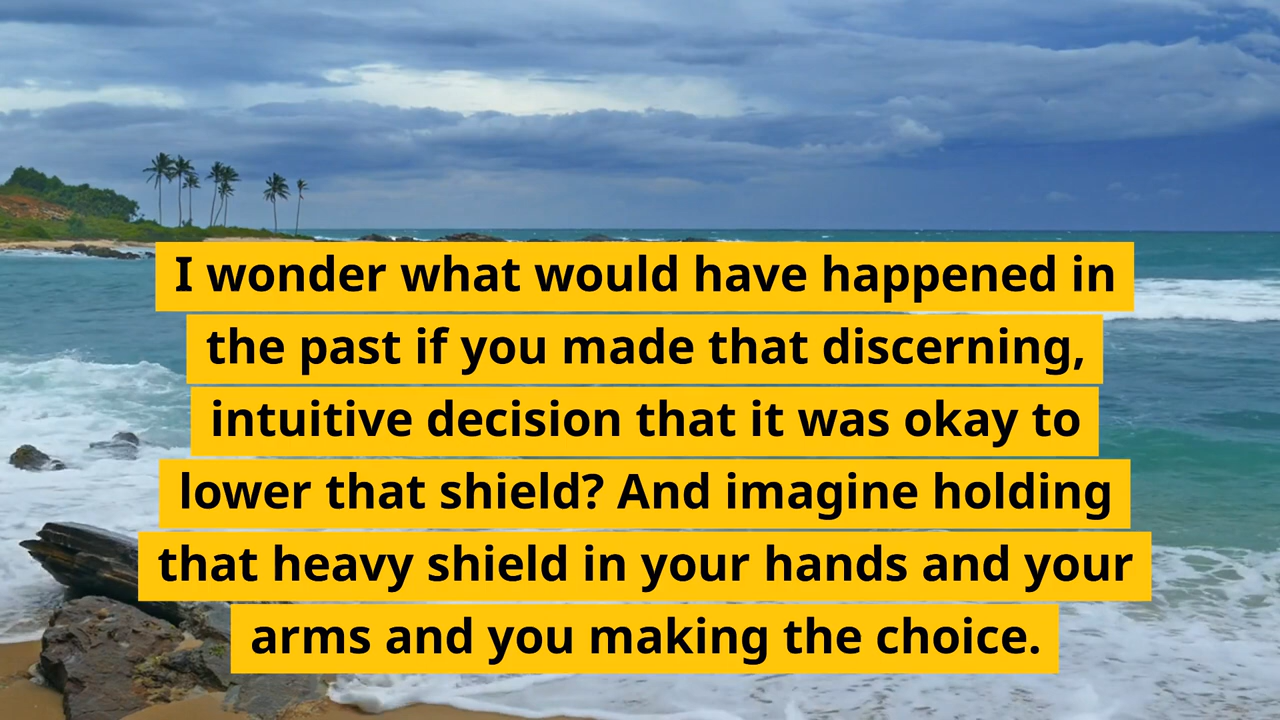 I wonder what would have happened in
the past if you made that discerning,
intuitive decision that it was okay to
lower that shield? And imagine holding
that heavy shield in your hands and your
arms and you making the choice.